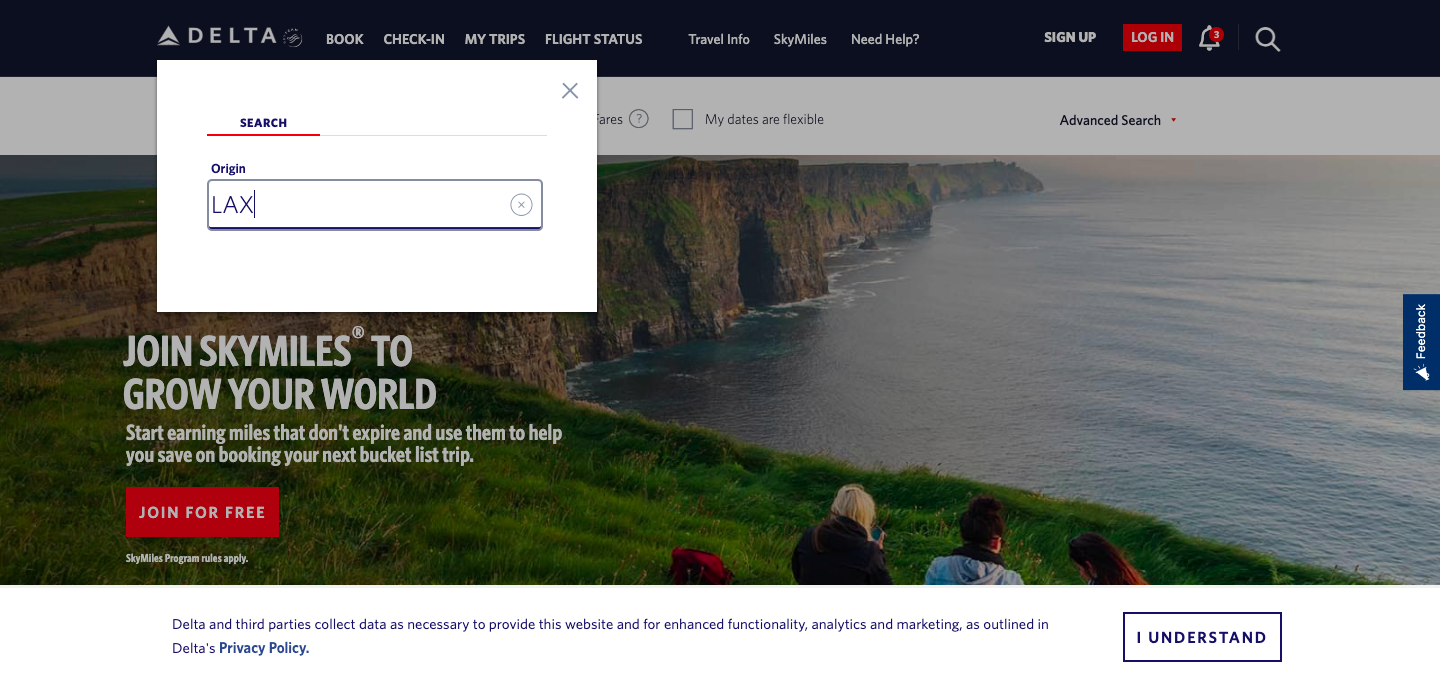 DELTA
BOOK
CHECK-IN
MY TRIPS
FLIGHT STATUS
Travel Info
SkyMiles
Need Help?
SIGN UP
LOG IN
3
SEARCH
Origin
LAX
Fares
?
My dates are flexible
Advanced Search
Feedback
JOIN SKYMILES® TO
GROW YOUR WORLD
Start earning miles that don't expire and use them to help
you save on booking your next bucket list trip.
JOIN FOR FREE
SkyMiles Program rules apply.
Delta and third parties collect data as necessary to provide this website and for enhanced functionality, analytics and marketing, as outlined in
Delta's Privacy Policy.
I UNDERSTAND